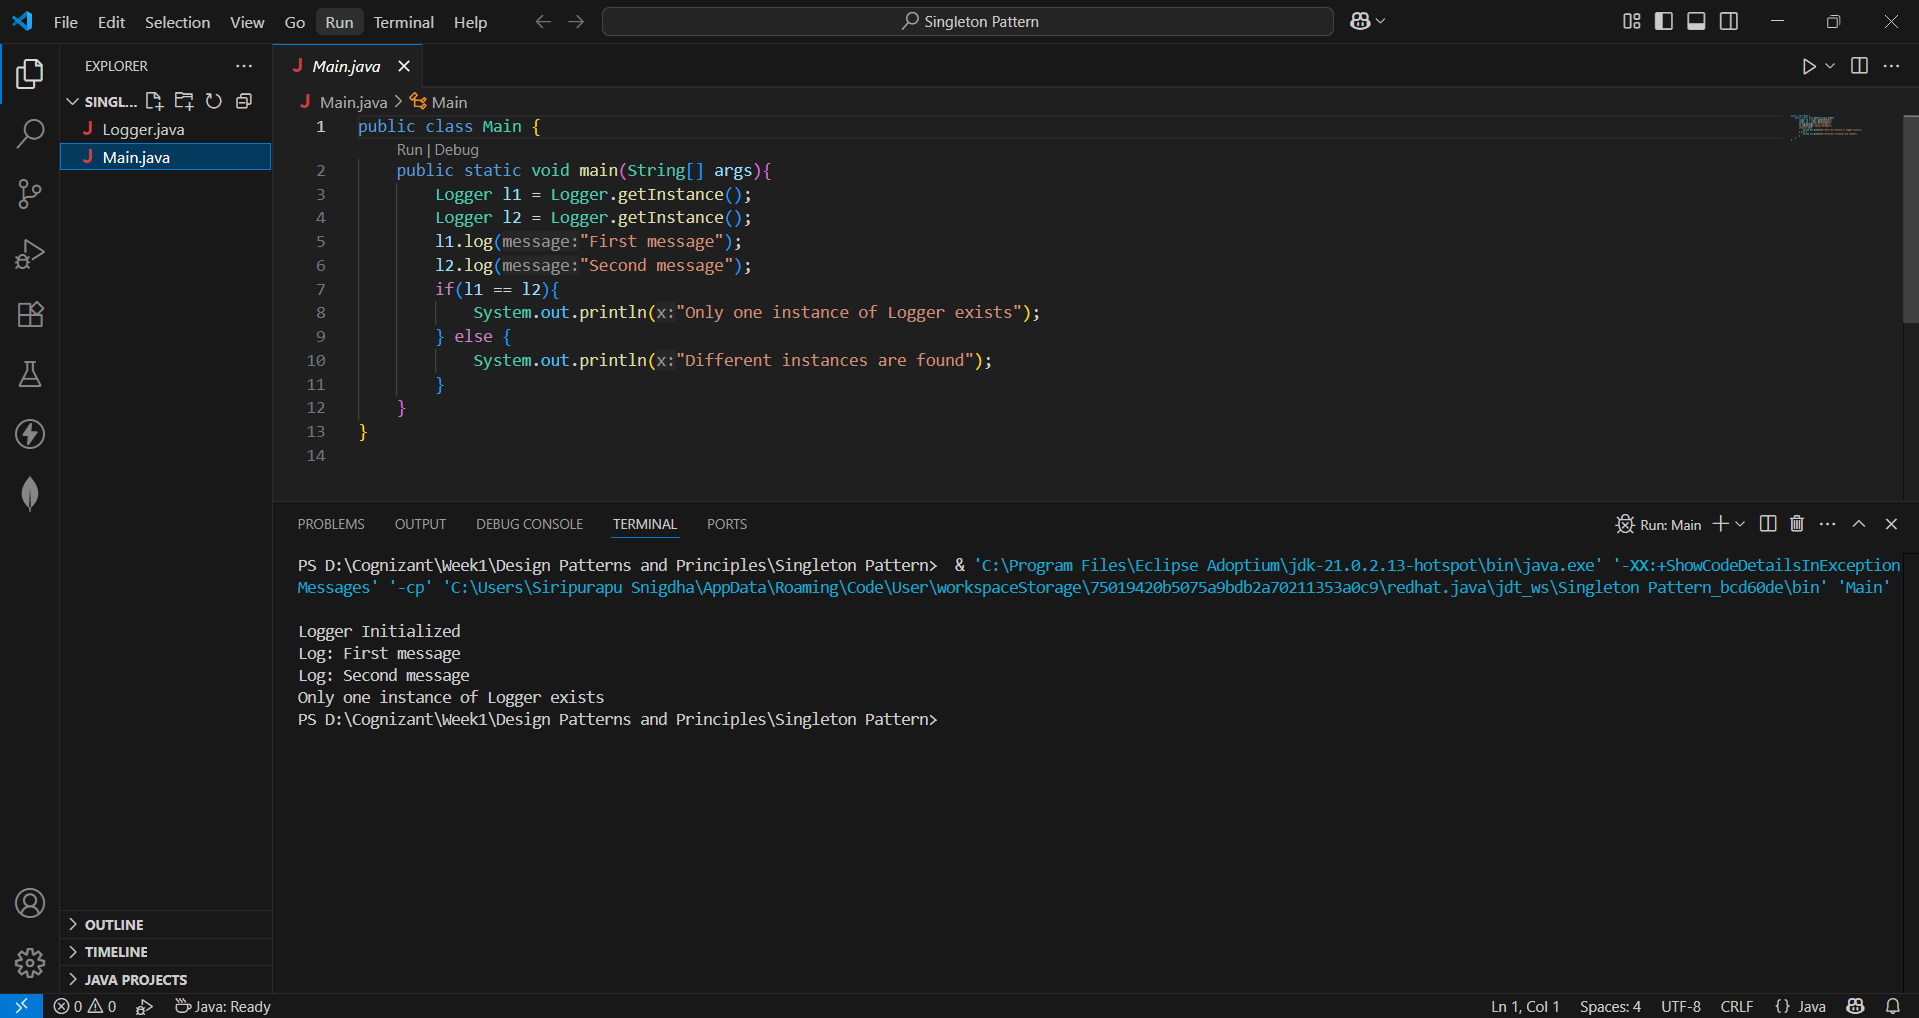 File Edit Selection View Go Run Terminal Help
Singleton Pattern
EXPLORER
SINGL...
Logger.java
Main.java
OUTLINE
TIMELINE
JAVA PROJECTS
Main.java
Main.java > Main
1 public class Main {
Run | Debug
2 public static void main(String[] args){
3 Logger l1 = Logger.getInstance();
4 Logger l2 = Logger.getInstance();
5 l1.log(message:"First message");
6 l2.log(message:"Second message");
7 if(l1 == l2){
8 System.out.println(x:"Only one instance of Logger exists");
9 } else {
10 System.out.println(x:"Different instances are found");
11 }
12 }
13 }
14
PROBLEMS OUTPUT DEBUG CONSOLE TERMINAL PORTS
Run: Main
PS D:\Cognizant\Week1\Design Patterns and Principles\Singleton Pattern>  & 'C:\Program Files\Eclipse Adoptium\jdk-21.0.2.13-hotspot\bin\java.exe' '-XX:+ShowCodeDetailsInException
Messages' '-cp' 'C:\Users\Siripurapu Snigdha\AppData\Roaming\Code\User\workspaceStorage\75019420b5075a9bdb2a70211353a0c9\redhat.java\jdt_ws\Singleton Pattern_bcd60de\bin' 'Main'
Logger Initialized
Log: First message
Log: Second message
Only one instance of Logger exists
PS D:\Cognizant\Week1\Design Patterns and Principles\Singleton Pattern>
0 0 Java: Ready
Ln 1, Col 1 Spaces: 4 UTF-8 CRLF {} Java